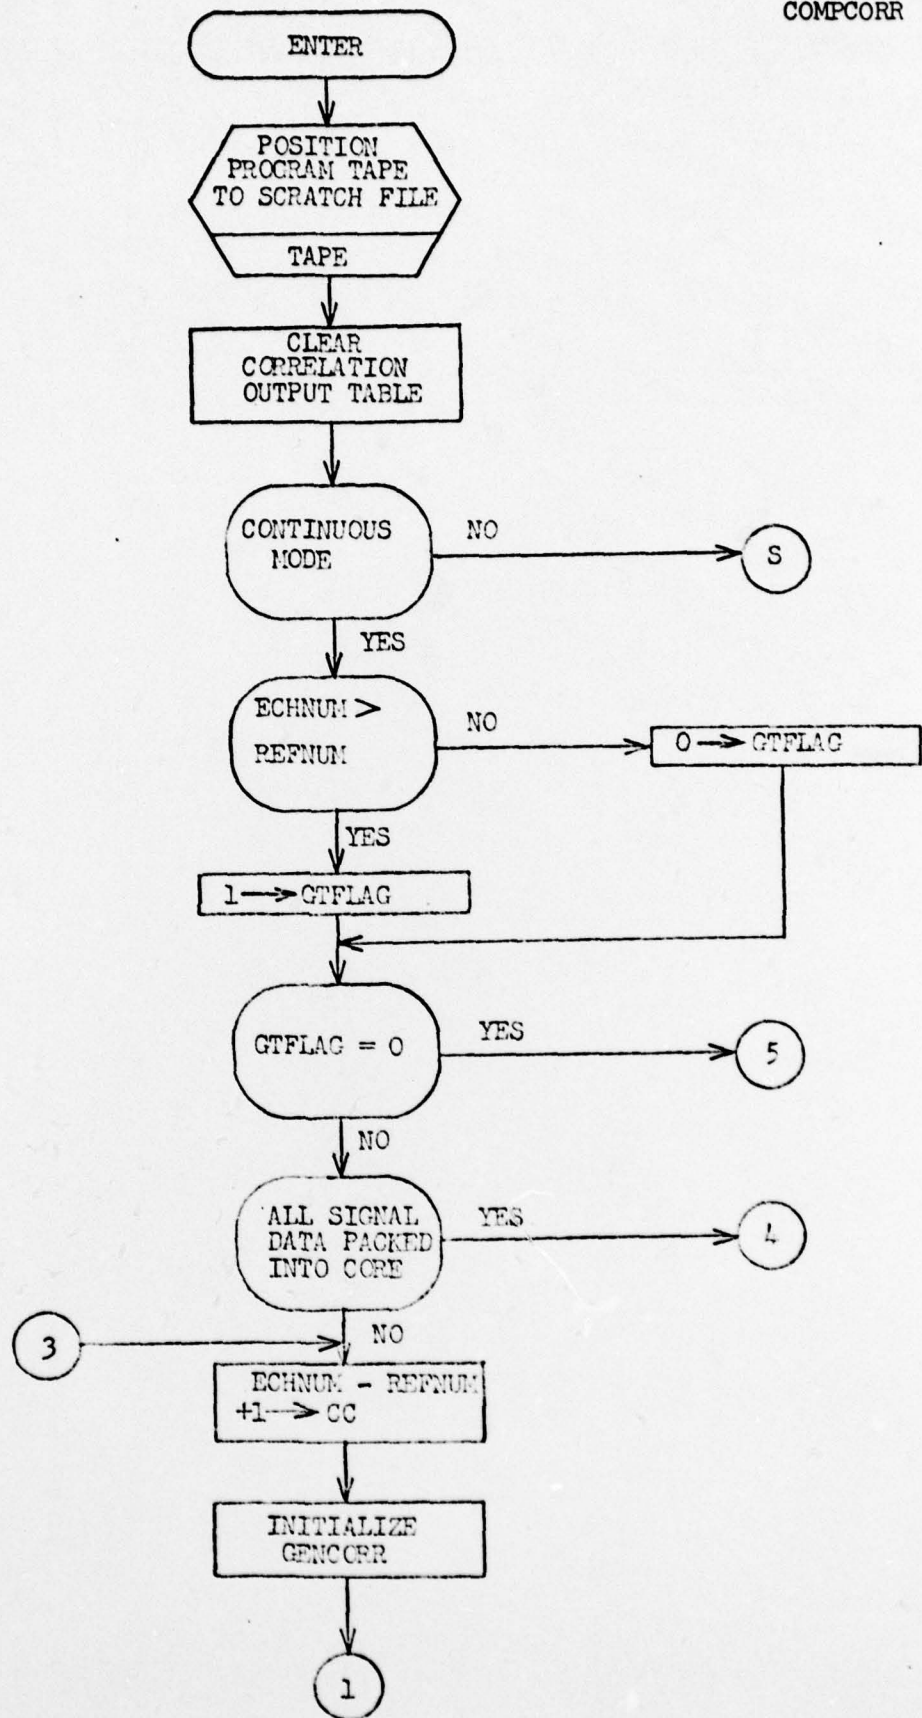 COMPCORR
ENTER
POSITION
PROGRAM TAPE
TO SCRATCH FILE
TAPE
CLEAR
CORRELATION
OUTPUT TABLE
CONTINUOUS
MODE
NO
S
YES
ECHNUM >
REFNUM
NO
0 → GTFLAG
YES
1 → GTFLAG
GTFLAG = 0
YES
5
NO
ALL SIGNAL
DATA PACKED
INTO CORE
YES
4
3
NO
ECHNUM - REFNUM
+1 → CC
INITIALIZE
GENCORR
1